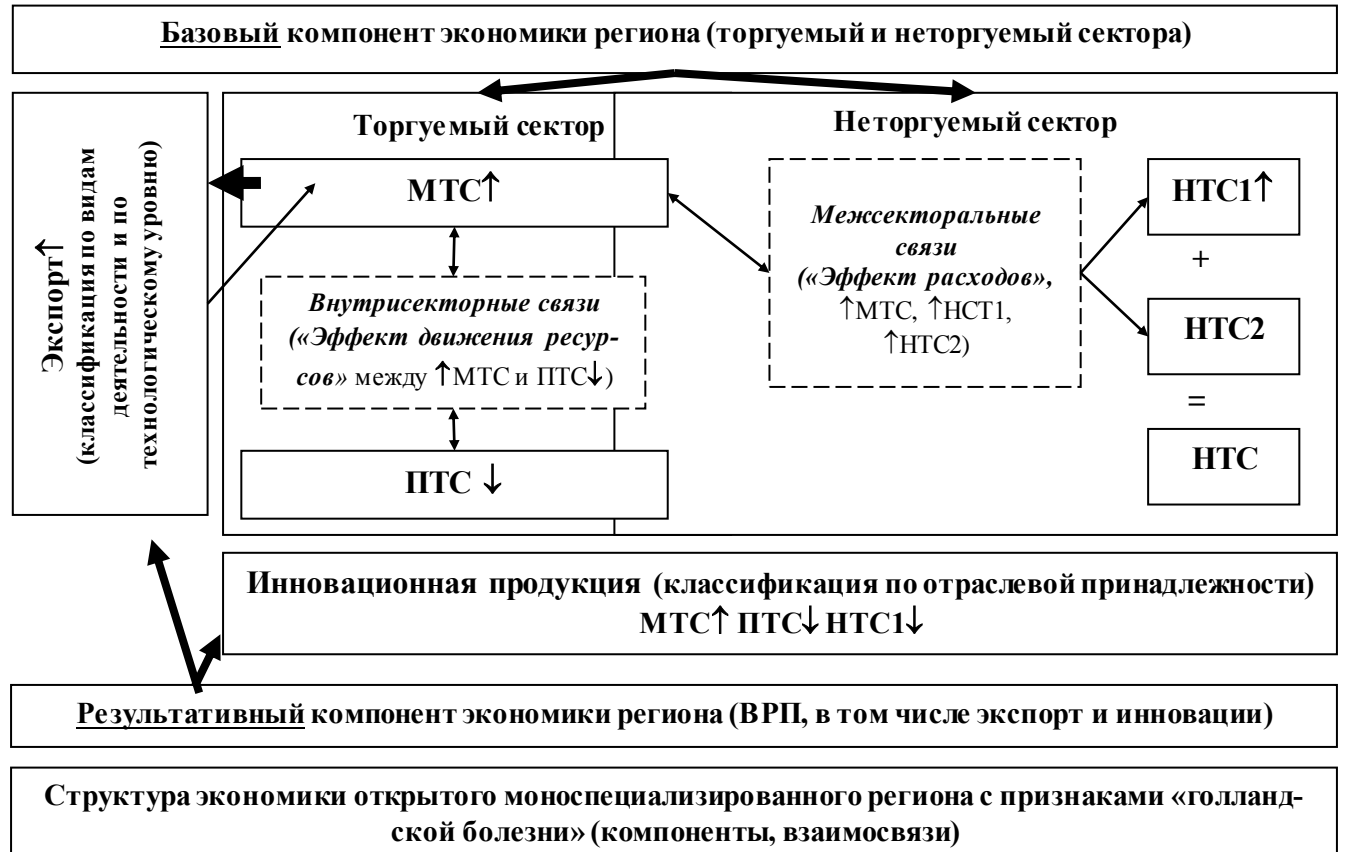 Базовый компонент экономики региона (торгуемый и неторгуемый сектора)
Экспорт↑
(классификация по видам
деятельности и по
технологическому уровню)
Торгуемый сектор
МТС↑
Внутрисекторные связи
(«Эффект движения ресур-
сов» между ↑МТС и ПТС↓)
ПТС ↓
Неторгуемый сектор
Межсекторальные
связи
(«Эффект расходов»,
↑МТС, ↑НСТ1,
↑НТС2)
НТС1↑
+
НТС2
=
НТС
Инновационная продукция (классификация по отраслевой принадлежности)
МТС↑ ПТС↓ НТС1↓
Результативный компонент экономики региона (ВРП, в том числе экспорт и инновации)
Структура экономики открытого моноспециализированного региона с признаками «голланд-
ской болезни» (компоненты, взаимосвязи)